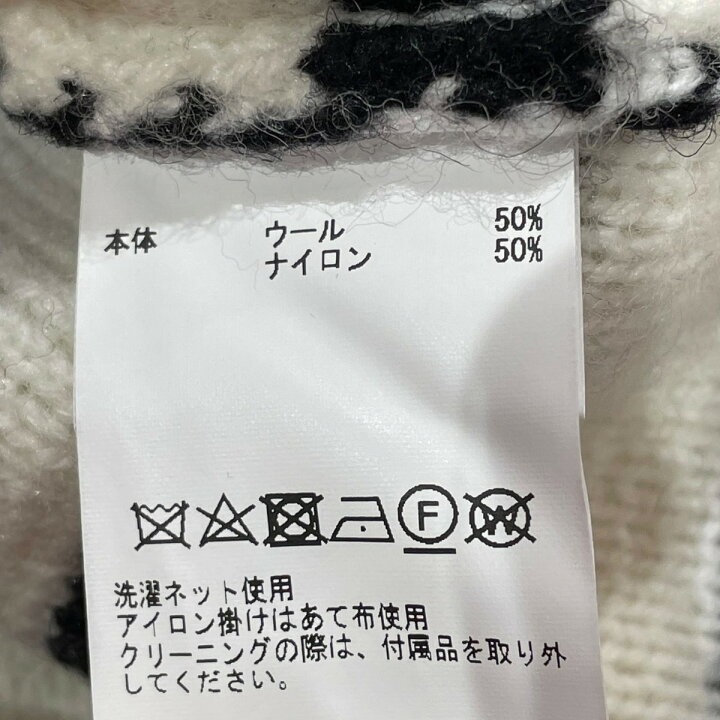 本体 ウール 50%
ナイロン 50%
F W
洗濯ネット使用
アイロン掛けはあて布使用
クリーニングの際は、付属品を取り外
してください。